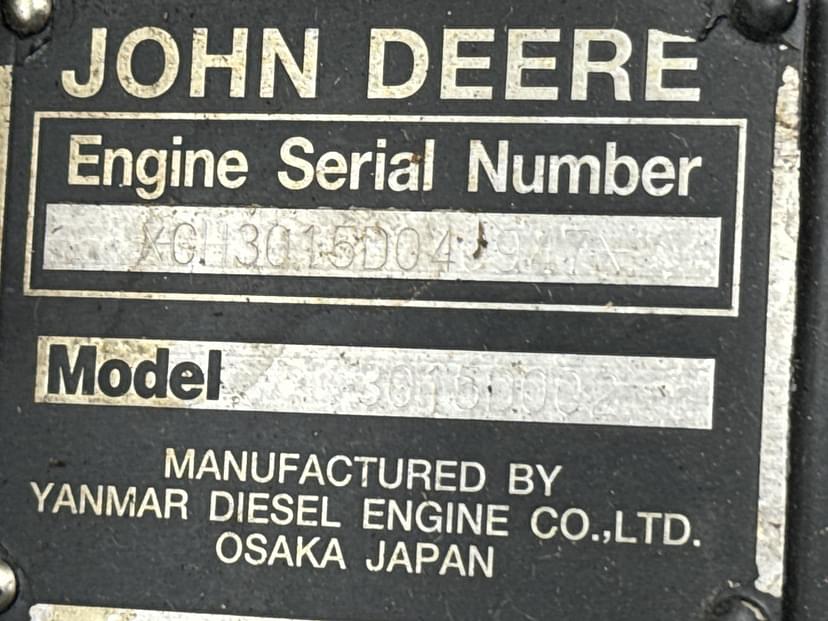 JOHN DEERE
Engine Serial Number
Model
MANUFACTURED BY
YANMAR DIESEL ENGINE CO.,LTD.
OSAKA JAPAN